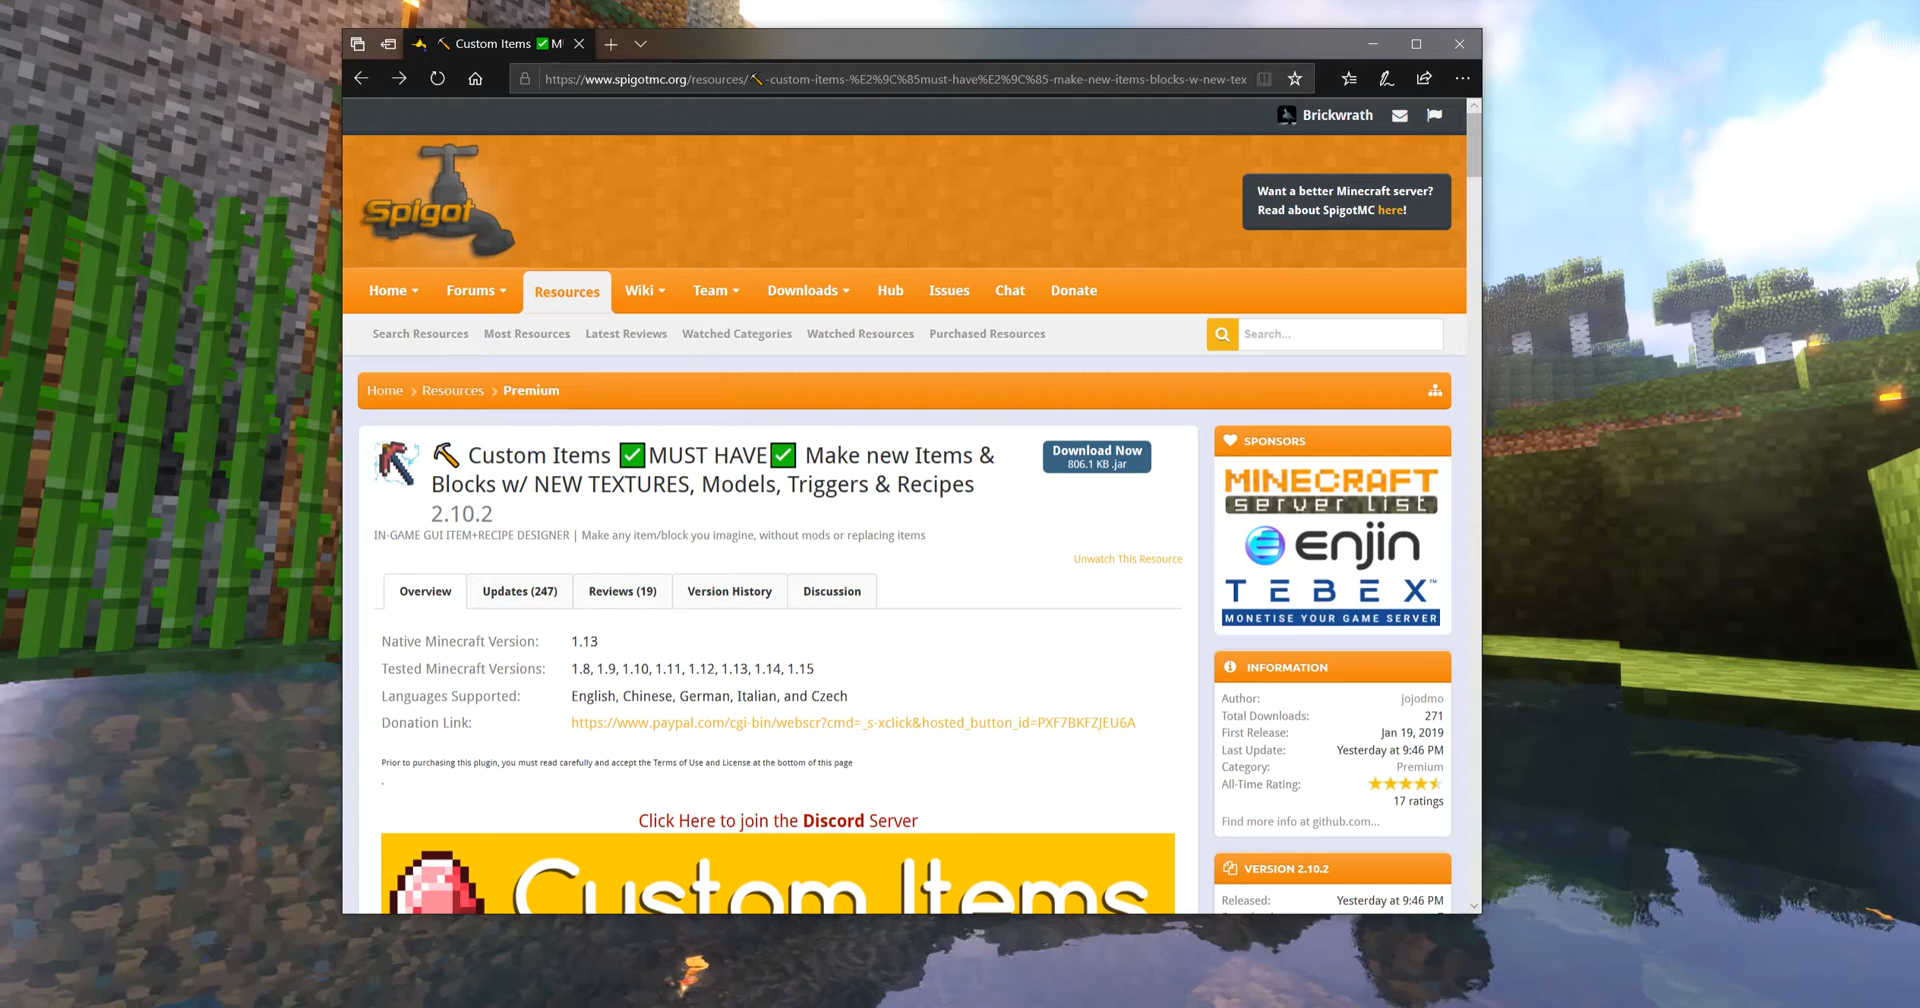 Custom Items ✅M
https://www.spigotmc.org/resources/🔨-custom-items-%E2%9C%85must-have%E2%9C%85-make-new-items-blocks-w-new-tex
Brickwrath
Spigot
Want a better Minecraft server?
Read about SpigotMC here!
Home Forums Resources Wiki Team Downloads Hub Issues Chat Donate
Search Resources Most Resources Latest Reviews Watched Categories Watched Resources Purchased Resources
Search...
Home > Resources > Premium
🔨 Custom Items ✅MUST HAVE✅ Make new Items &
Blocks w/ NEW TEXTURES, Models, Triggers & Recipes
2.10.2
Download Now
806.1 KB .jar
IN-GAME GUI ITEM+RECIPE DESIGNER | Make any item/block you imagine, without mods or replacing items
Unwatch This Resource
Overview Updates (247) Reviews (19) Version History Discussion
Native Minecraft Version: 1.13
Tested Minecraft Versions: 1.8, 1.9, 1.10, 1.11, 1.12, 1.13, 1.14, 1.15
Languages Supported: English, Chinese, German, Italian, and Czech
Donation Link: https://www.paypal.com/cgi-bin/webscr?cmd=_s-xclick&hosted_button_id=PXF7BKFZJEU6A
Prior to purchasing this plugin, you must read carefully and accept the Terms of Use and License at the bottom of this page
.
Click Here to join the Discord Server
Custom Items
SPONSORS
MINECRAFT
server list
enjin
TEBEX™
MONETISE YOUR GAME SERVER
INFORMATION
Author: jojodmo
Total Downloads: 271
First Release: Jan 19, 2019
Last Update: Yesterday at 9:46 PM
Category: Premium
All-Time Rating:
17 ratings
Find more info at github.com...
VERSION 2.10.2
Released: Yesterday at 9:46 PM